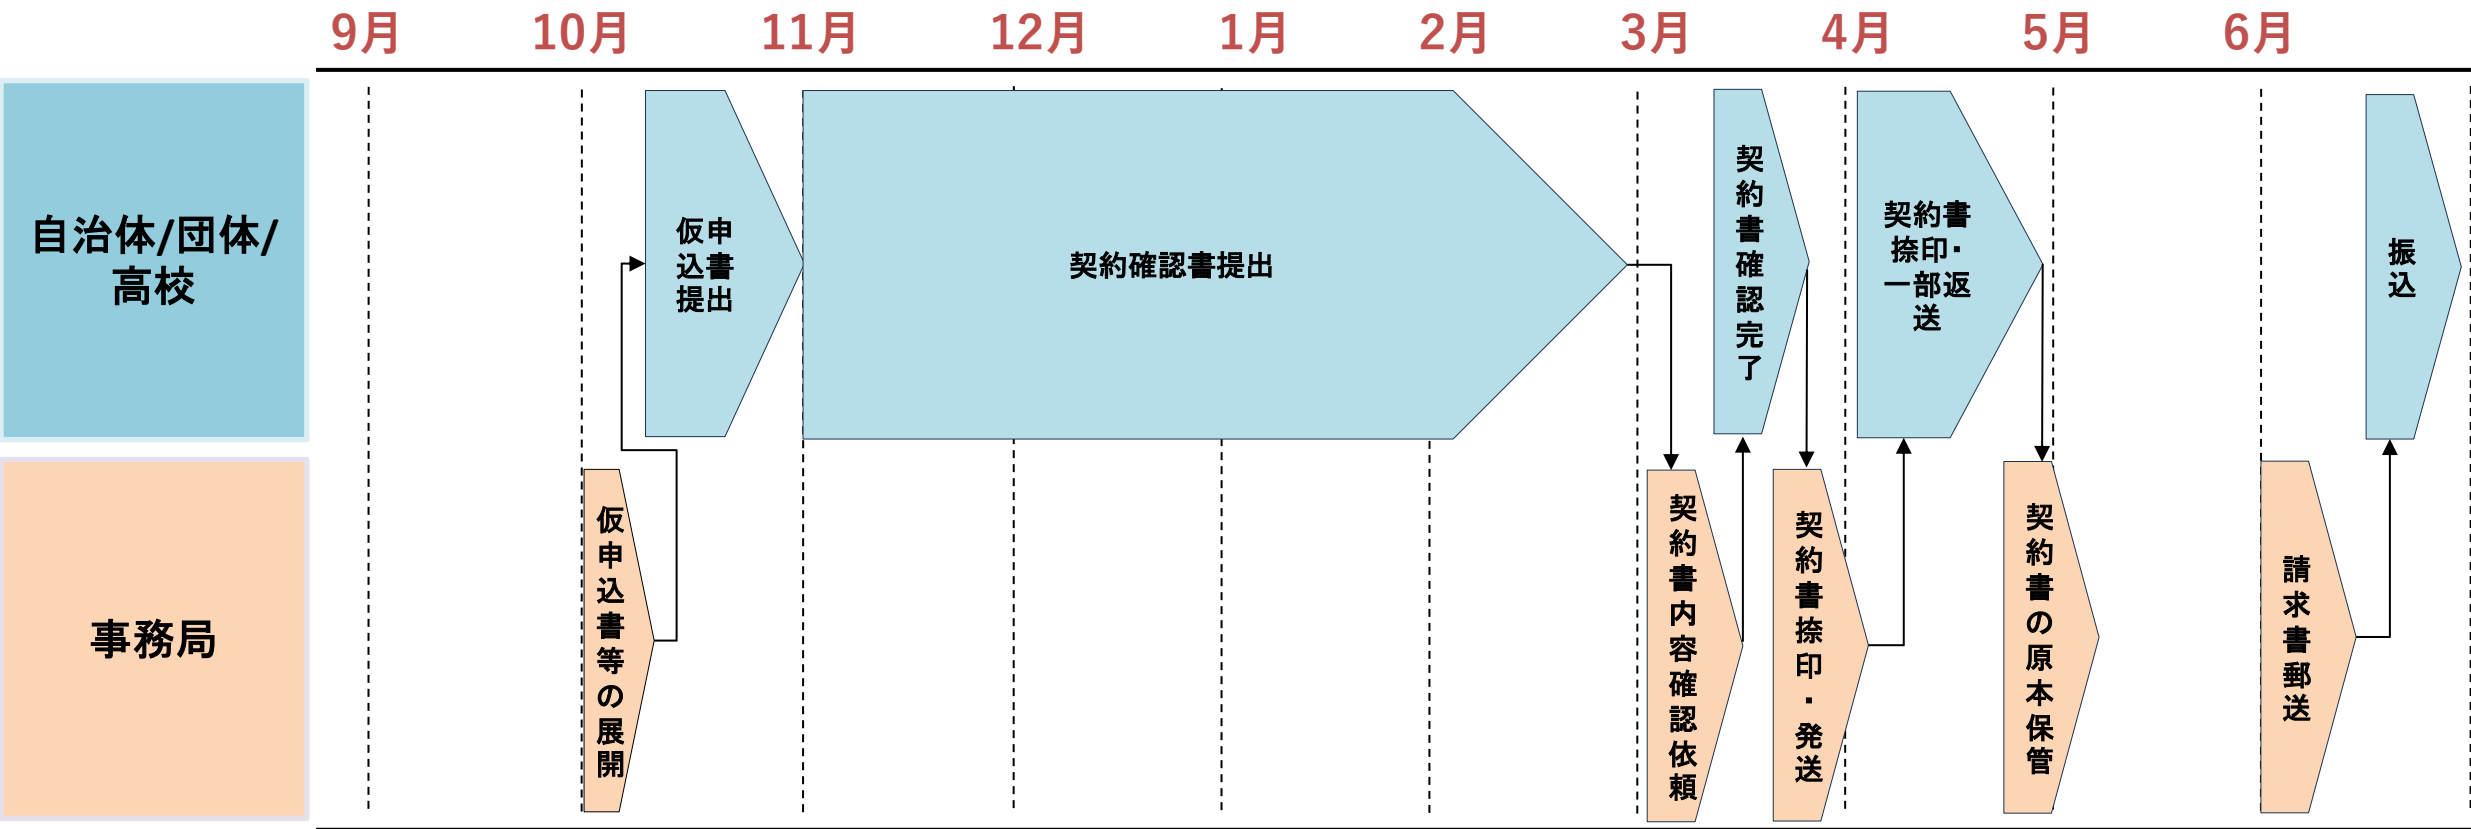 9月 10月 11月 12月 1月 2月 3月 4月 5月 6月
自治体/団体/
高校
仮申
込書
提出
契約確認書提出
契約書確認完了
契約書
捺印・
一部返
送
振込
事務局
仮申込書等の展開
契約書内容確認依頼
契約書捺印・発送
契約書の原本保管
請求書郵送